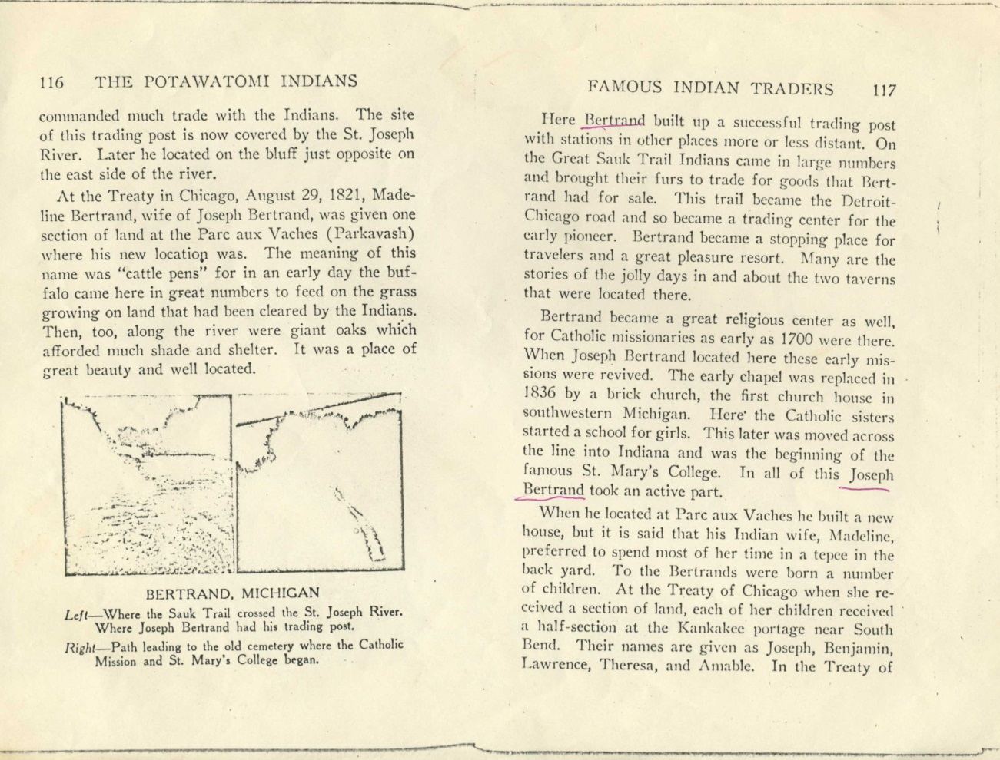 116 THE POTAWATOMI INDIANS
commanded much trade with the Indians. The site
of this trading post is now covered by the St. Joseph
River. Later he located on the bluff just opposite on
the east side of the river.
At the Treaty in Chicago, August 29, 1821, Made-
line Bertrand, wife of Joseph Bertrand, was given one
section of land at the Parc aux Vaches (Parkavash)
where his new location was. The meaning of this
name was "cattle pens" for in an early day the buf-
falo came here in great numbers to feed on the grass
growing on land that had been cleared by the Indians.
Then, too, along the river were giant oaks which
afforded much shade and shelter. It was a place of
great beauty and well located.
BERTRAND, MICHIGAN
Left—Where the Sauk Trail crossed the St. Joseph River.
Where Joseph Bertrand had his trading post.
Right—Path leading to the old cemetery where the Catholic
Mission and St. Mary's College began.
FAMOUS INDIAN TRADERS 117
Here Bertrand built up a successful trading post
with stations in other places more or less distant. On
the Great Sauk Trail Indians came in large numbers
and brought their furs to trade for goods that Bert-
rand had for sale. This trail became the Detroit-
Chicago road and so became a trading center for the
early pioneer. Bertrand became a stopping place for
travelers and a great pleasure resort. Many are the
stories of the jolly days in and about the two taverns
that were located there.
Bertrand became a great religious center as well,
for Catholic missionaries as early as 1700 were there.
When Joseph Bertrand located here these early mis-
sions were revived. The early chapel was replaced in
1836 by a brick church, the first church house in
southwestern Michigan. Here the Catholic sisters
started a school for girls. This later was moved across
the line into Indiana and was the beginning of the
famous St. Mary's College. In all of this Joseph
Bertrand took an active part.
When he located at Parc aux Vaches he built a new
house, but it is said that his Indian wife, Madeline,
preferred to spend most of her time in a tepee in the
back yard. To the Bertrands were born a number
of children. At the Treaty of Chicago when she re-
ceived a section of land, each of her children received
a half-section at the Kankakee portage near South
Bend. Their names are given as Joseph, Benjamin,
Lawrence, Theresa, and Amable. In the Treaty of